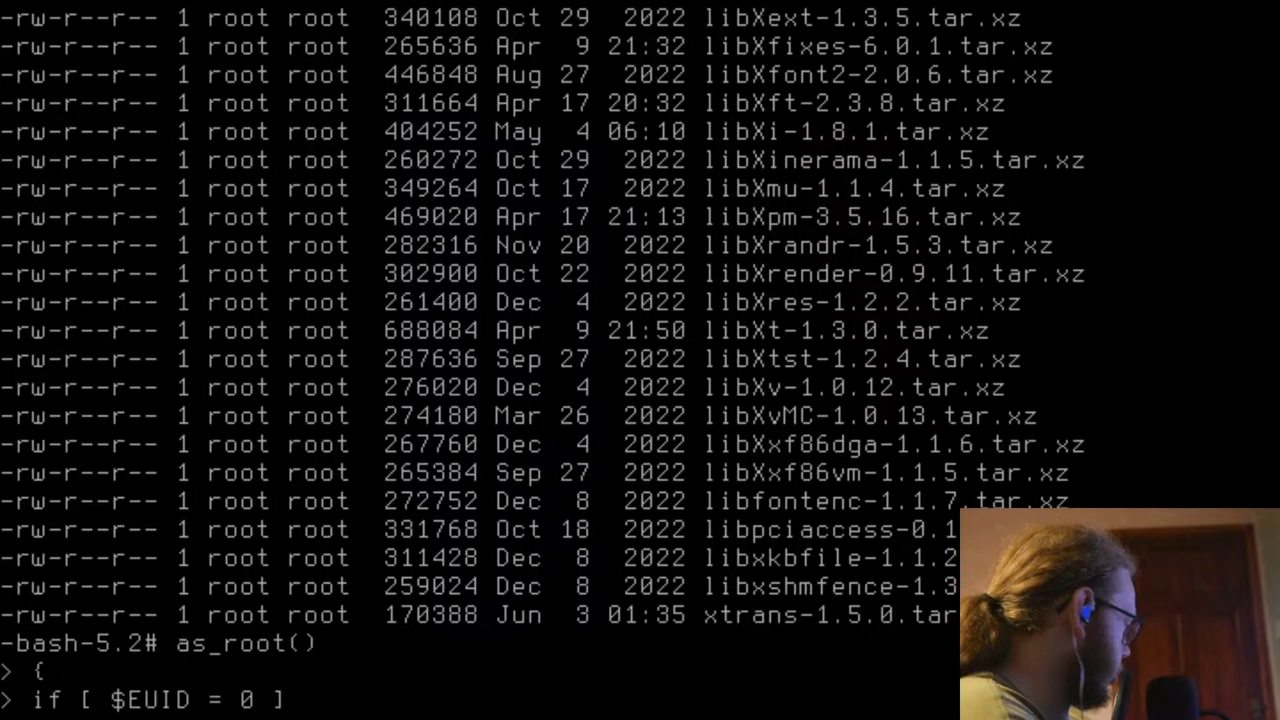 -rw-r--r-- 1 root root 340108 Oct 29 2022 libXext-1.3.5.tar.xz
-rw-r--r-- 1 root root 265636 Apr 9 21:32 libXfixes-6.0.1.tar.xz
-rw-r--r-- 1 root root 446848 Aug 27 2022 libXfont2-2.0.6.tar.xz
-rw-r--r-- 1 root root 311664 Apr 17 20:32 libXft-2.3.8.tar.xz
-rw-r--r-- 1 root root 404252 May 4 06:10 libXi-1.8.1.tar.xz
-rw-r--r-- 1 root root 260272 Oct 29 2022 libXinerama-1.1.5.tar.xz
-rw-r--r-- 1 root root 349264 Oct 17 2022 libXmu-1.1.4.tar.xz
-rw-r--r-- 1 root root 469020 Apr 17 21:13 libXpm-3.5.16.tar.xz
-rw-r--r-- 1 root root 282316 Nov 20 2022 libXrandr-1.5.3.tar.xz
-rw-r--r-- 1 root root 302900 Oct 22 2022 libXrender-0.9.11.tar.xz
-rw-r--r-- 1 root root 261400 Dec 4 2022 libXres-1.2.2.tar.xz
-rw-r--r-- 1 root root 688084 Apr 9 21:50 libXt-1.3.0.tar.xz
-rw-r--r-- 1 root root 287636 Sep 27 2022 libXtst-1.2.4.tar.xz
-rw-r--r-- 1 root root 276020 Dec 4 2022 libXv-1.0.12.tar.xz
-rw-r--r-- 1 root root 274180 Mar 26 2022 libXvMC-1.0.13.tar.xz
-rw-r--r-- 1 root root 267760 Dec 4 2022 libXxf86dga-1.1.6.tar.xz
-rw-r--r-- 1 root root 265384 Sep 27 2022 libXxf86vm-1.1.5.tar.xz
-rw-r--r-- 1 root root 272752 Dec 8 2022 libfontenc-1.1.7.tar.xz
-rw-r--r-- 1 root root 331768 Oct 18 2022 libpciaccess-0.1
-rw-r--r-- 1 root root 311428 Dec 8 2022 libxkbfile-1.1.2
-rw-r--r-- 1 root root 259024 Dec 8 2022 libxshmfence-1.3
-rw-r--r-- 1 root root 170388 Jun 3 01:35 xtrans-1.5.0.tar
-bash-5.2# as_root()
> {
> if [ $EUID = 0 ]